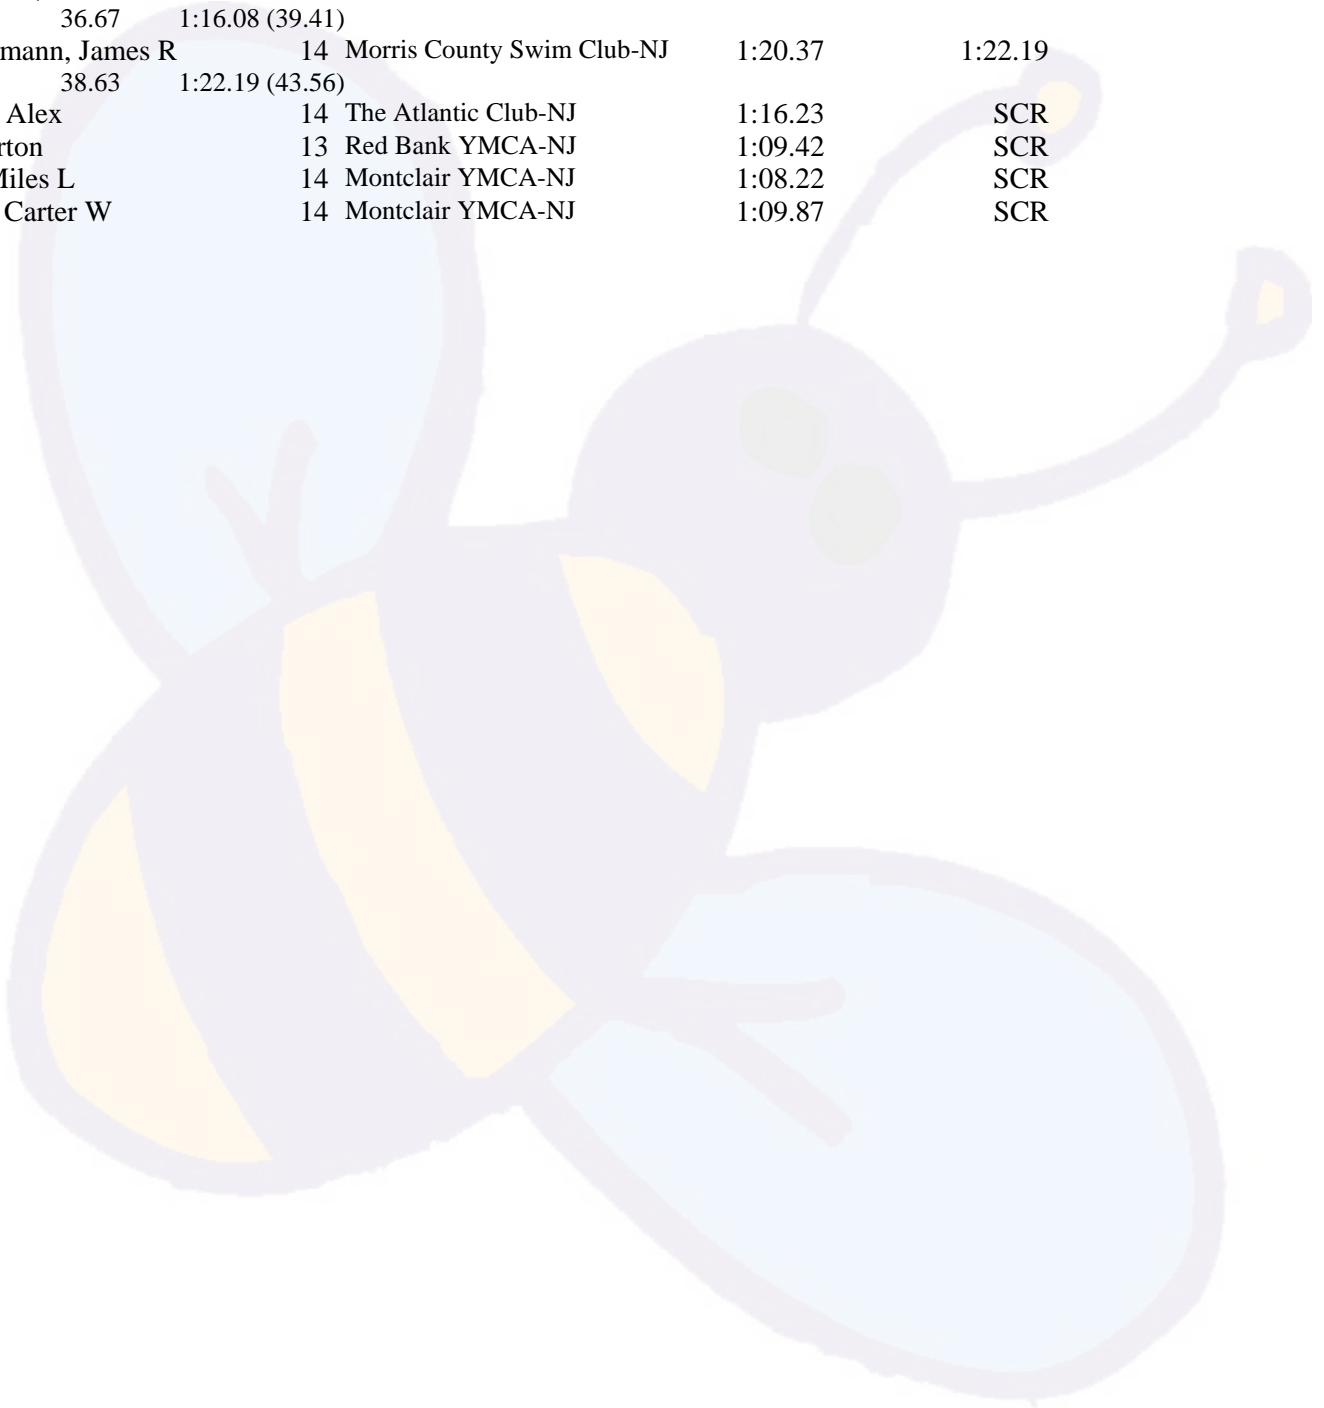 36.67 1:16.08 (39.41)
mann, James R 14 Morris County Swim Club-NJ 1:20.37 1:22.19
38.63 1:22.19 (43.56)
Alex 14 The Atlantic Club-NJ 1:16.23 SCR
rton 13 Red Bank YMCA-NJ 1:09.42 SCR
Miles L 14 Montclair YMCA-NJ 1:08.22 SCR
Carter W 14 Montclair YMCA-NJ 1:09.87 SCR